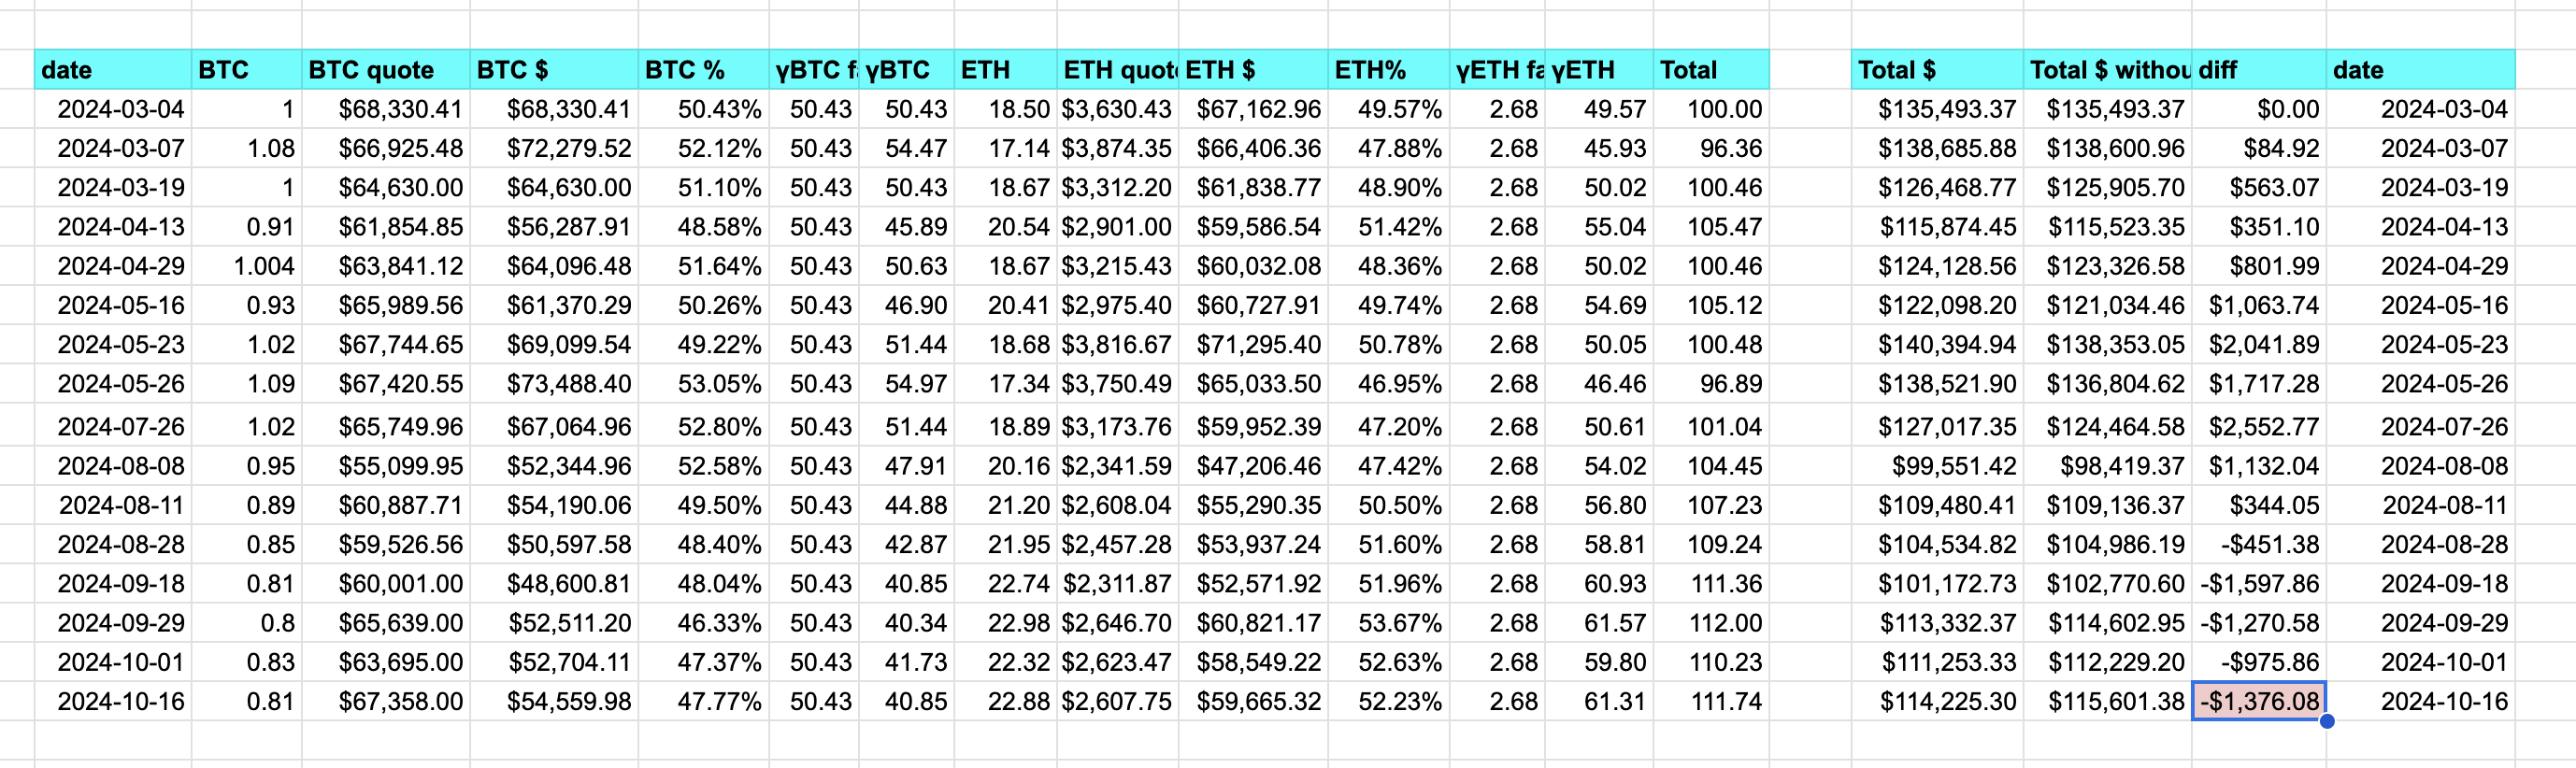 date BTC BTC quote BTC $ BTC % γBTC fa γBTC ETH ETH quote ETH $ ETH% γETH fa γETH Total Total $ Total $ withou diff date
2024-03-04 1 $68,330.41 $68,330.41 50.43% 50.43 50.43 18.50 $3,630.43 $67,162.96 49.57% 2.68 49.57 100.00 $135,493.37 $135,493.37 $0.00 2024-03-04
2024-03-07 1.08 $66,925.48 $72,279.52 52.12% 50.43 54.47 17.14 $3,874.35 $66,406.36 47.88% 2.68 45.93 96.36 $138,685.88 $138,600.96 $84.92 2024-03-07
2024-03-19 1 $64,630.00 $64,630.00 51.10% 50.43 50.43 18.67 $3,312.20 $61,838.77 48.90% 2.68 50.02 100.46 $126,468.77 $125,905.70 $563.07 2024-03-19
2024-04-13 0.91 $61,854.85 $56,287.91 48.58% 50.43 45.89 20.54 $2,901.00 $59,586.54 51.42% 2.68 55.04 105.47 $115,874.45 $115,523.35 $351.10 2024-04-13
2024-04-29 1.004 $63,841.12 $64,096.48 51.64% 50.43 50.63 18.67 $3,215.43 $60,032.08 48.36% 2.68 50.02 100.46 $124,128.56 $123,326.58 $801.99 2024-04-29
2024-05-16 0.93 $65,989.56 $61,370.29 50.26% 50.43 46.90 20.41 $2,975.40 $60,727.91 49.74% 2.68 54.69 105.12 $122,098.20 $121,034.46 $1,063.74 2024-05-16
2024-05-23 1.02 $67,744.65 $69,099.54 49.22% 50.43 51.44 18.68 $3,816.67 $71,295.40 50.78% 2.68 50.05 100.48 $140,394.94 $138,353.05 $2,041.89 2024-05-23
2024-05-26 1.09 $67,420.55 $73,488.40 53.05% 50.43 54.97 17.34 $3,750.49 $65,033.50 46.95% 2.68 46.46 96.89 $138,521.90 $136,804.62 $1,717.28 2024-05-26
2024-07-26 1.02 $65,749.96 $67,064.96 52.80% 50.43 51.44 18.89 $3,173.76 $59,952.39 47.20% 2.68 50.61 101.04 $127,017.35 $124,464.58 $2,552.77 2024-07-26
2024-08-08 0.95 $55,099.95 $52,344.96 52.58% 50.43 47.91 20.16 $2,341.59 $47,206.46 47.42% 2.68 54.02 104.45 $99,551.42 $98,419.37 $1,132.04 2024-08-08
2024-08-11 0.89 $60,887.71 $54,190.06 49.50% 50.43 44.88 21.20 $2,608.04 $55,290.35 50.50% 2.68 56.80 107.23 $109,480.41 $109,136.37 $344.05 2024-08-11
2024-08-28 0.85 $59,526.56 $50,597.58 48.40% 50.43 42.87 21.95 $2,457.28 $53,937.24 51.60% 2.68 58.81 109.24 $104,534.82 $104,986.19 -$451.38 2024-08-28
2024-09-18 0.81 $60,001.00 $48,600.81 48.04% 50.43 40.85 22.74 $2,311.87 $52,571.92 51.96% 2.68 60.93 111.36 $101,172.73 $102,770.60 -$1,597.86 2024-09-18
2024-09-29 0.8 $65,639.00 $52,511.20 46.33% 50.43 40.34 22.98 $2,646.70 $60,821.17 53.67% 2.68 61.57 112.00 $113,332.37 $114,602.95 -$1,270.58 2024-09-29
2024-10-01 0.83 $63,695.00 $52,704.11 47.37% 50.43 41.73 22.32 $2,623.47 $58,549.22 52.63% 2.68 59.80 110.23 $111,253.33 $112,229.20 -$975.86 2024-10-01
2024-10-16 0.81 $67,358.00 $54,559.98 47.77% 50.43 40.85 22.88 $2,607.75 $59,665.32 52.23% 2.68 61.31 111.74 $114,225.30 $115,601.38 -$1,376.08 2024-10-16